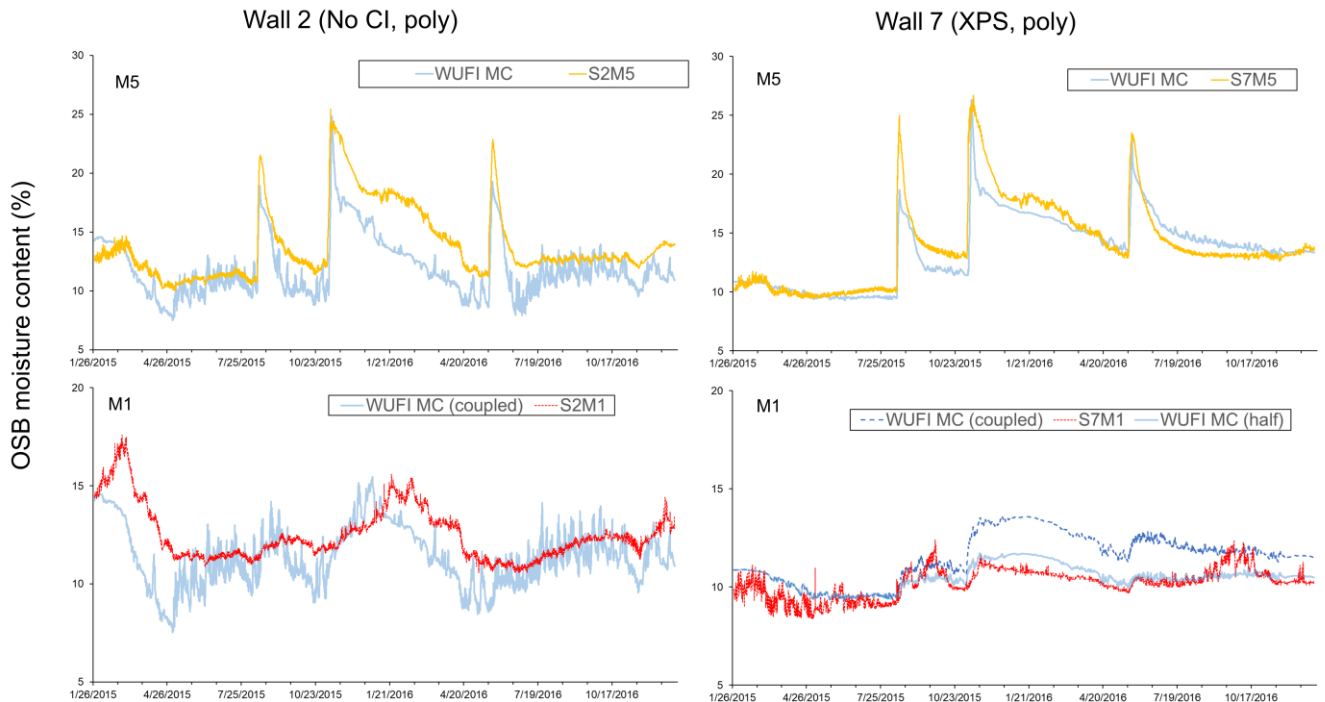 Wall 2 (No CI, poly)
Wall 7 (XPS, poly)
OSB moisture content (%)
M5
WUFI MC S2M5
30
25
20
15
10
5
1/26/2015 4/26/2015 7/25/2015 10/23/2015 1/21/2016 4/20/2016 7/19/2016 10/17/2016
M5
WUFI MC S7M5
30
25
20
15
10
5
1/26/2015 4/26/2015 7/25/2015 10/23/2015 1/21/2016 4/20/2016 7/19/2016 10/17/2016
M1
WUFI MC (coupled) S2M1
20
15
10
5
1/26/2015 4/26/2015 7/25/2015 10/23/2015 1/21/2016 4/20/2016 7/19/2016 10/17/2016
M1
WUFI MC (coupled) S7M1 WUFI MC (half)
20
15
10
5
1/26/2015 4/26/2015 7/25/2015 10/23/2015 1/21/2016 4/20/2016 7/19/2016 10/17/2016